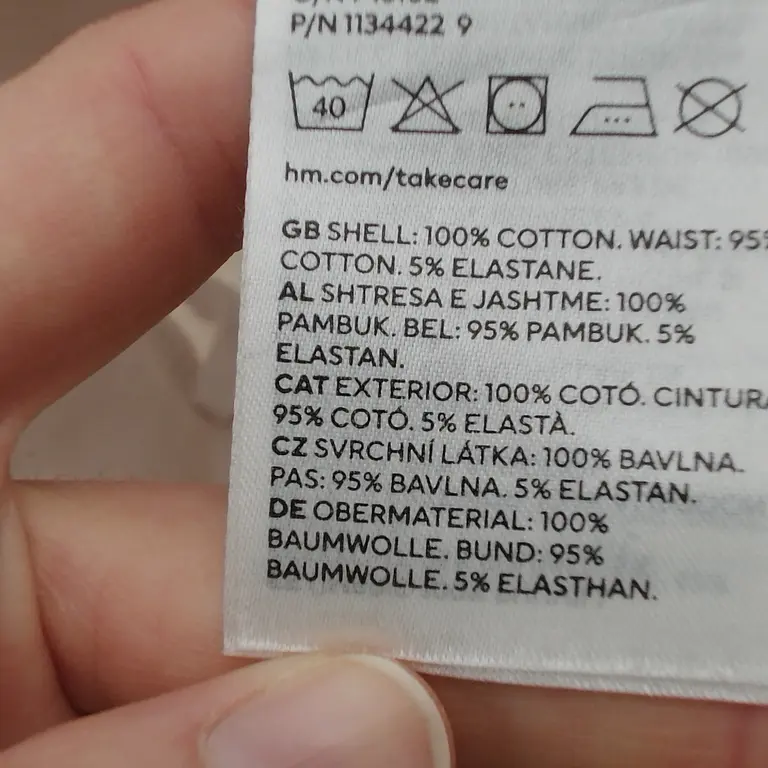 P/N 1134422 9
40
hm.com/takecare
GB SHELL: 100% COTTON. WAIST: 95%
COTTON. 5% ELASTANE.
AL SHTRESA E JASHTME: 100%
PAMBUK. BEL: 95% PAMBUK. 5%
ELASTAN.
CAT EXTERIOR: 100% COTÓ. CINTURA
95% COTÓ. 5% ELASTÀ.
CZ SVRCHNÍ LÁTKA: 100% BAVLNA.
PAS: 95% BAVLNA. 5% ELASTAN.
DE OBERMATERIAL: 100%
BAUMWOLLE. BUND: 95%
BAUMWOLLE. 5% ELASTHAN.